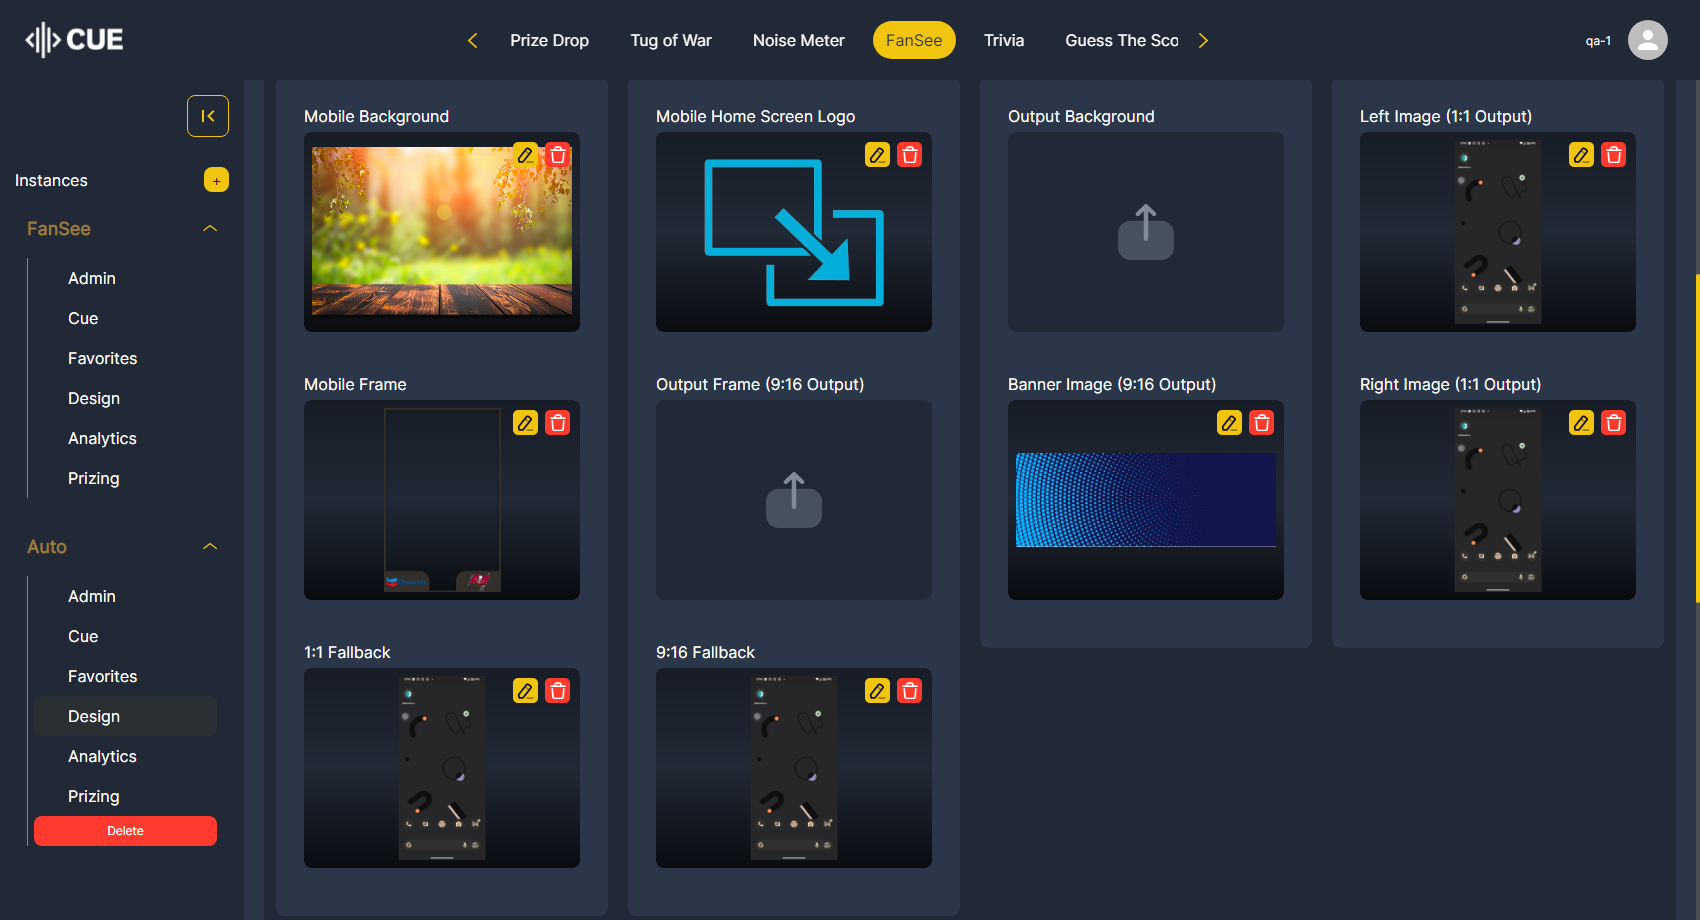 CUE
Prize Drop
Tug of War
Noise Meter
FanSee
Trivia
Guess The Sco
qa-1
Instances
+
FanSee
Admin
Cue
Favorites
Design
Analytics
Prizing
Auto
Admin
Cue
Favorites
Design
Analytics
Prizing
Delete
Mobile Background
Mobile Home Screen Logo
Output Background
Left Image (1:1 Output)
Mobile Frame
Output Frame (9:16 Output)
Banner Image (9:16 Output)
Right Image (1:1 Output)
1:1 Fallback
9:16 Fallback